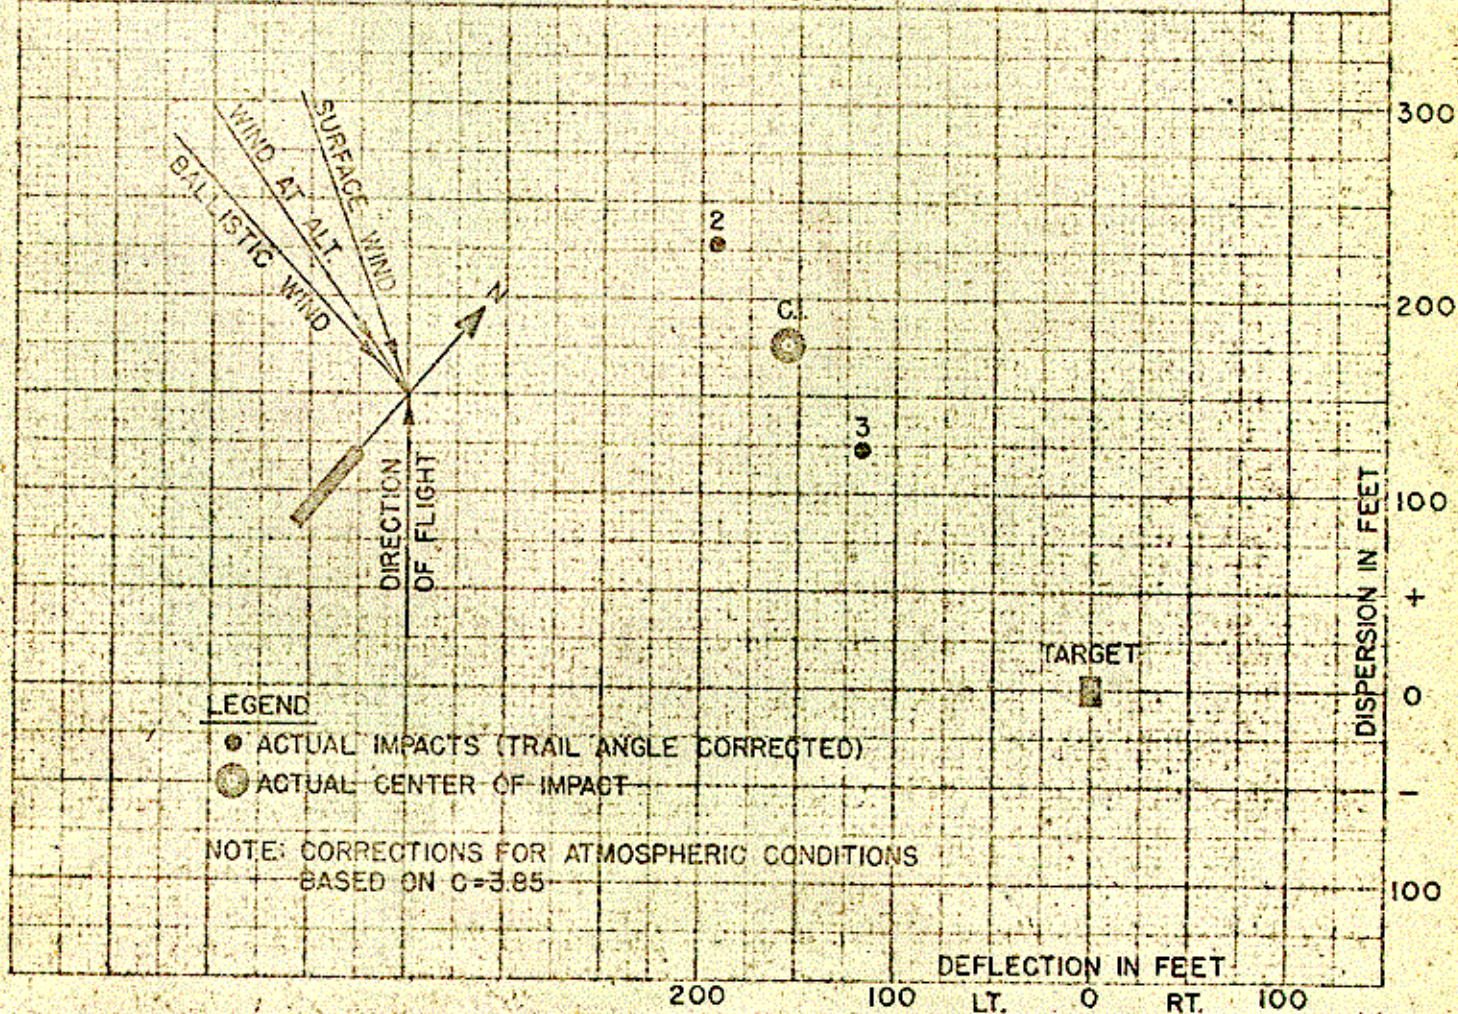 SURFACE WIND
WIND AT ALT.
BALLISTIC WIND
N
2
C.I.
3
DIRECTION
OF FLIGHT
TARGET
300
200
100
+
0
-
100
DISPERSION IN FEET
LEGEND
ACTUAL IMPACTS (TRAIL ANGLE CORRECTED)
ACTUAL CENTER OF IMPACT
NOTE: CORRECTIONS FOR ATMOSPHERIC CONDITIONS
BASED ON C=3.85
DEFLECTION IN FEET
200 100 LT. 0 RT. 100